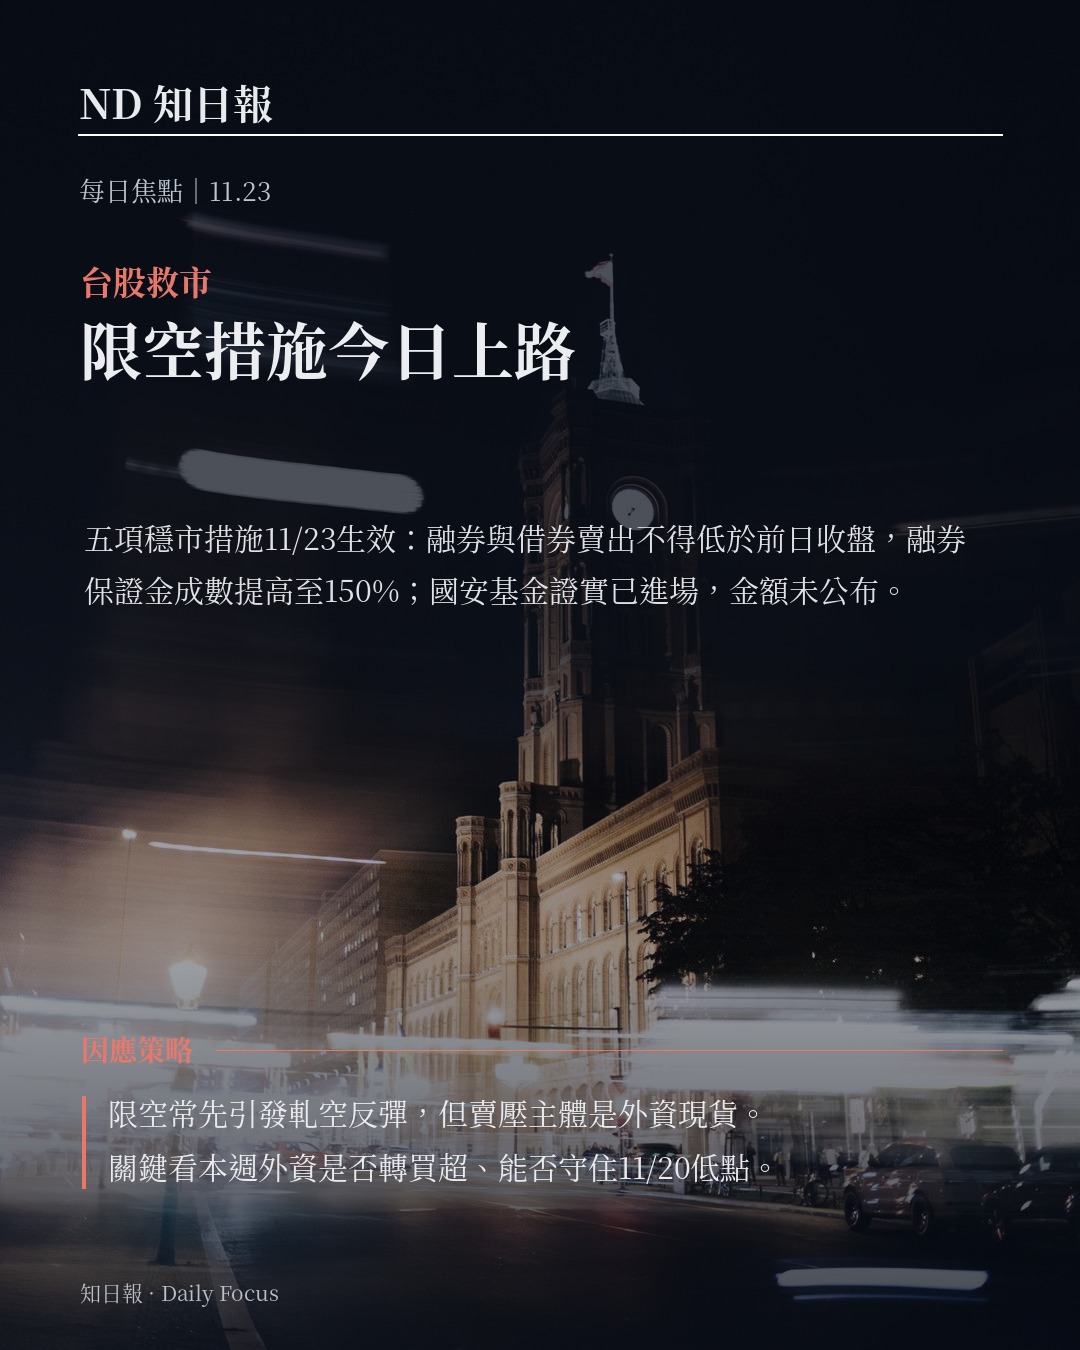 ND 知日報
每日焦點｜11.23
台股救市
限空措施今日上路
五項穩市措施11/23生效：融券與借券賣出不得低於前日收盤，融券
保證金成數提高至150%；國安基金證實已進場，金額未公布。
因應策略
限空常先引發軋空反彈，但賣壓主體是外資現貨。
關鍵看本週外資是否轉買超、能否守住11/20低點。
知日報 · Daily Focus